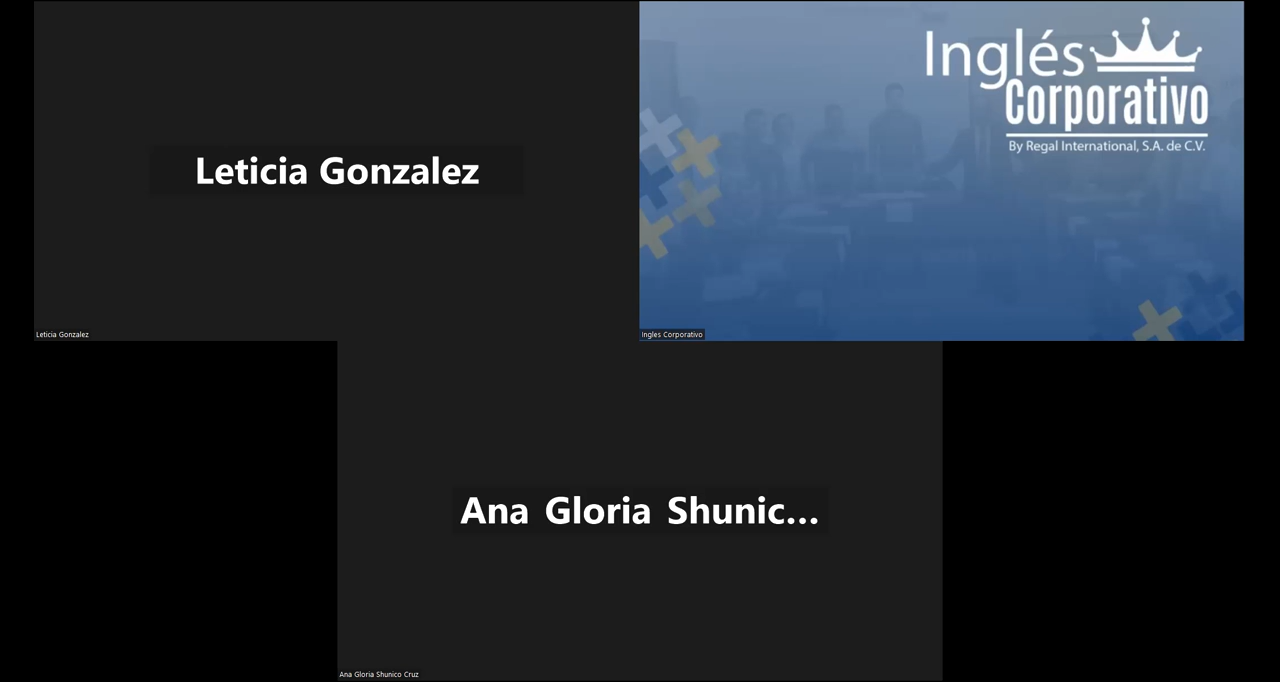 Leticia Gonzalez
Leticia Gonzalez
Inglés
Corporativo
By Regal International, S.A. de C.V.
Ingles Corporativo
Ana Gloria Shunic...
Ana Gloria Shunico Cruz